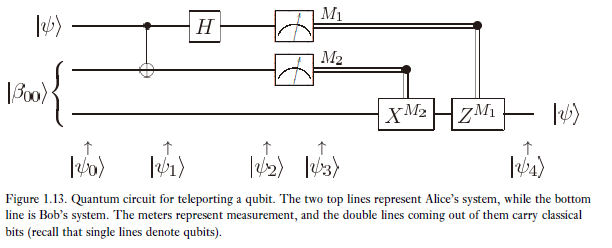 |ψ⟩ H M₁
M₂
|β₀₀⟩
X^{M₂} Z^{M₁} |ψ⟩
↑ ↑ ↑ ↑ ↑
|ψ₀⟩ |ψ₁⟩ |ψ₂⟩ |ψ₃⟩ |ψ₄⟩
Figure 1.13. Quantum circuit for teleporting a qubit. The two top lines represent Alice's system, while the bottom
line is Bob's system. The meters represent measurement, and the double lines coming out of them carry classical
bits (recall that single lines denote qubits).